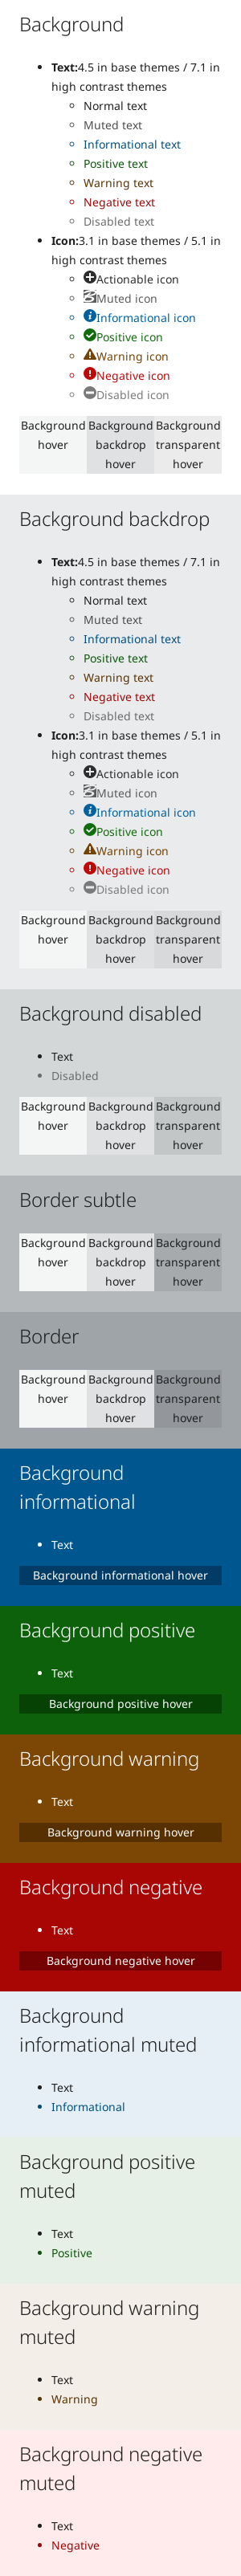 Background
Text:4.5 in base themes / 7.1 in
high contrast themes
Normal text
Muted text
Informational text
Positive text
Warning text
Negative text
Disabled text
Icon:3.1 in base themes / 5.1 in
high contrast themes
Actionable icon
Muted icon
Informational icon
Positive icon
Warning icon
Negative icon
Disabled icon
Background Background Background
hover backdrop transparent
hover hover
Background backdrop
Text:4.5 in base themes / 7.1 in
high contrast themes
Normal text
Muted text
Informational text
Positive text
Warning text
Negative text
Disabled text
Icon:3.1 in base themes / 5.1 in
high contrast themes
Actionable icon
Muted icon
Informational icon
Positive icon
Warning icon
Negative icon
Disabled icon
Background Background Background
hover backdrop transparent
hover hover
Background disabled
Text
Disabled
Background Background Background
hover backdrop transparent
hover hover
Border subtle
Background Background Background
hover backdrop transparent
hover hover
Border
Background Background Background
hover backdrop transparent
hover hover
Background
informational
Text
Background informational hover
Background positive
Text
Background positive hover
Background warning
Text
Background warning hover
Background negative
Text
Background negative hover
Background
informational muted
Text
Informational
Background positive
muted
Text
Positive
Background warning
muted
Text
Warning
Background negative
muted
Text
Negative